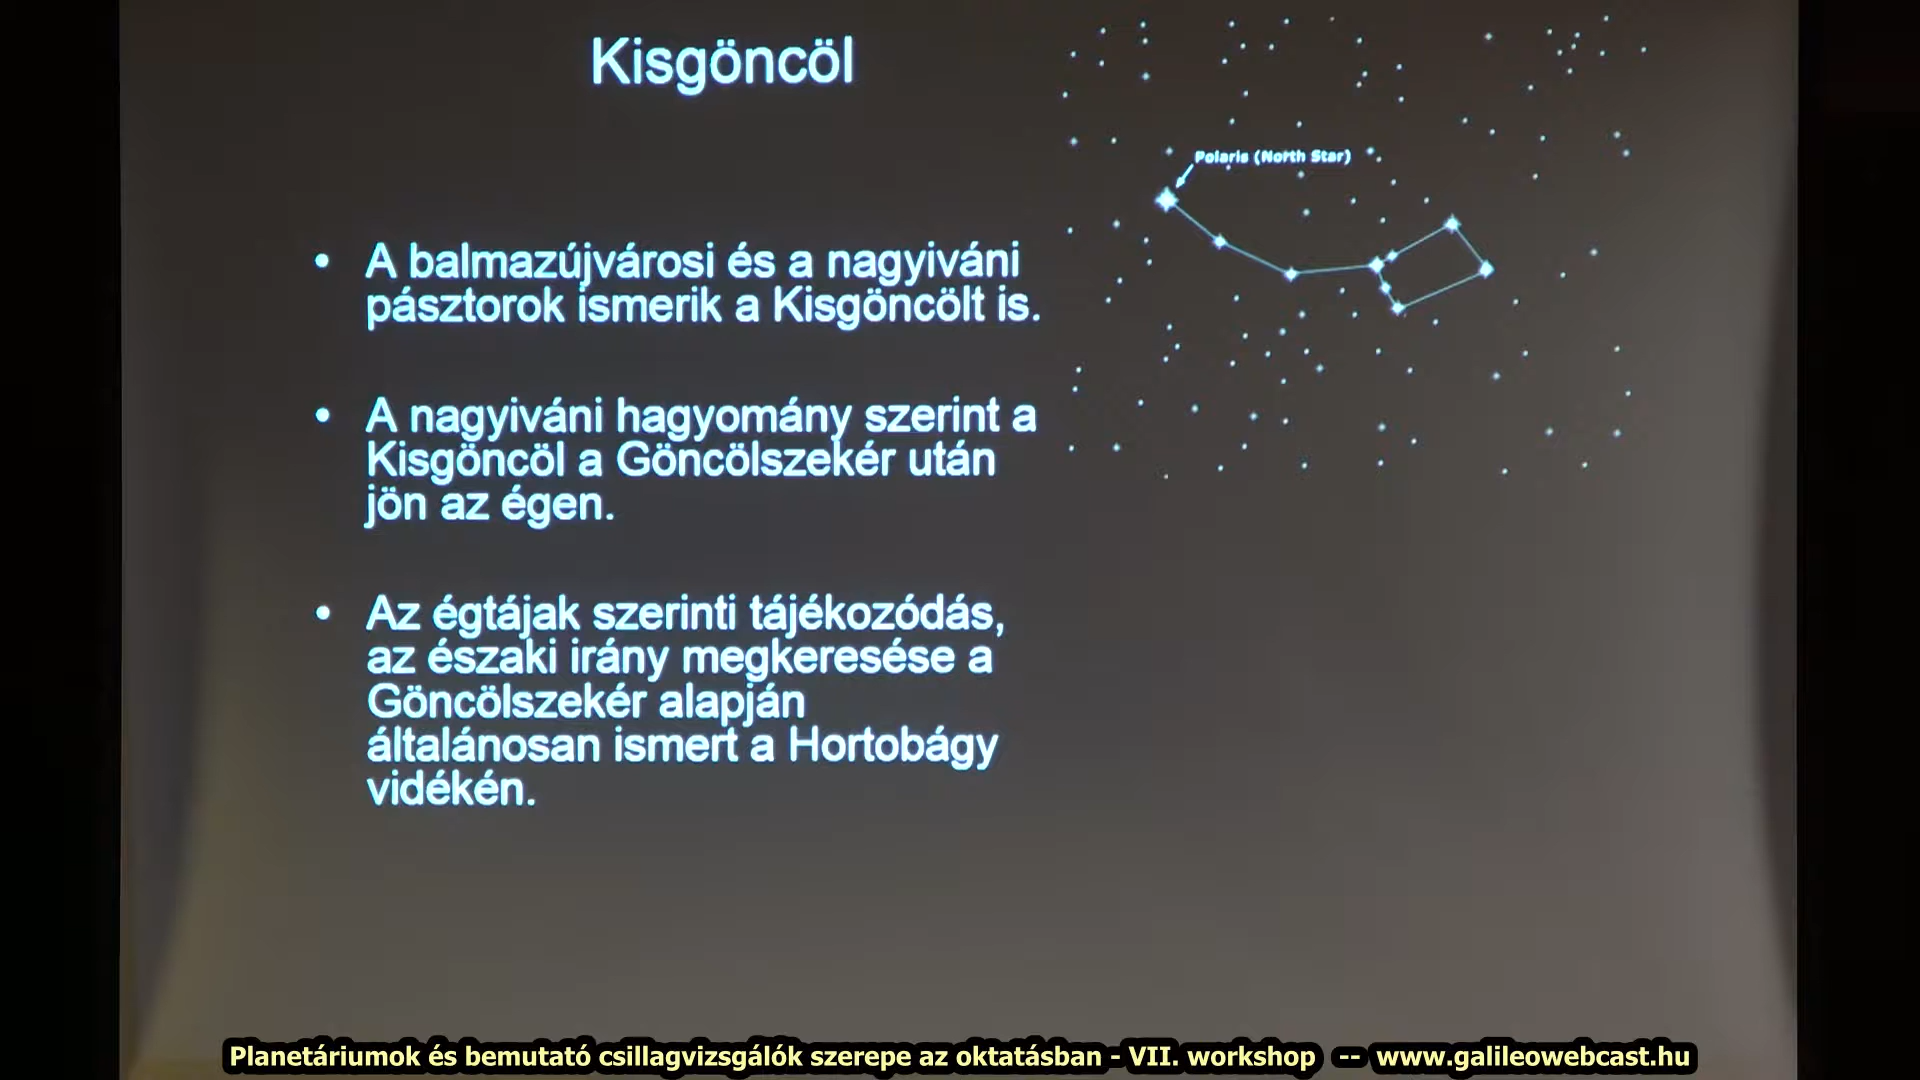 Kisgöncöl
Polaris (North Star)
• A balmazújvárosi és a nagyiváni
pásztorok ismerik a Kisgöncölt is.
• A nagyiváni hagyomány szerint a
Kisgöncöl a Göncölszekér után
jön az égen.
• Az égtájak szerinti tájékozódás,
az északi irány megkeresése a
Göncölszekér alapján
általánosan ismert a Hortobágy
vidékén.
Planetáriumok és bemutató csillagvizsgálók szerepe az oktatásban - VII. workshop -- www.galileowebcast.hu